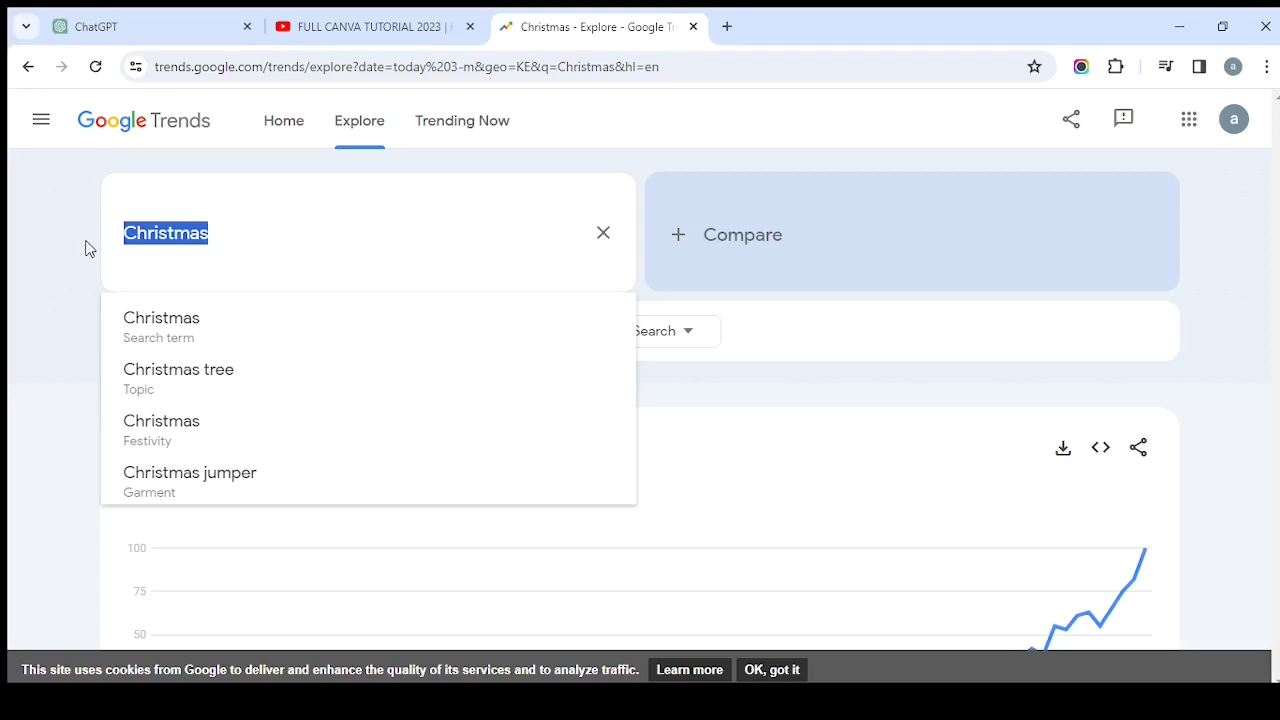 ChatGPT
FULL CANVA TUTORIAL 2023 |
Christmas - Explore - Google Tr
trends.google.com/trends/explore?date=today%203-m&geo=KE&q=Christmas&hl=en
a
Google Trends
Home
Explore
Trending Now
a
Christmas
+ Compare
Christmas
Search term
Search
Christmas tree
Topic
Christmas
Festivity
Christmas jumper
Garment
100
75
50
This site uses cookies from Google to deliver and enhance the quality of its services and to analyze traffic.
Learn more
OK, got it